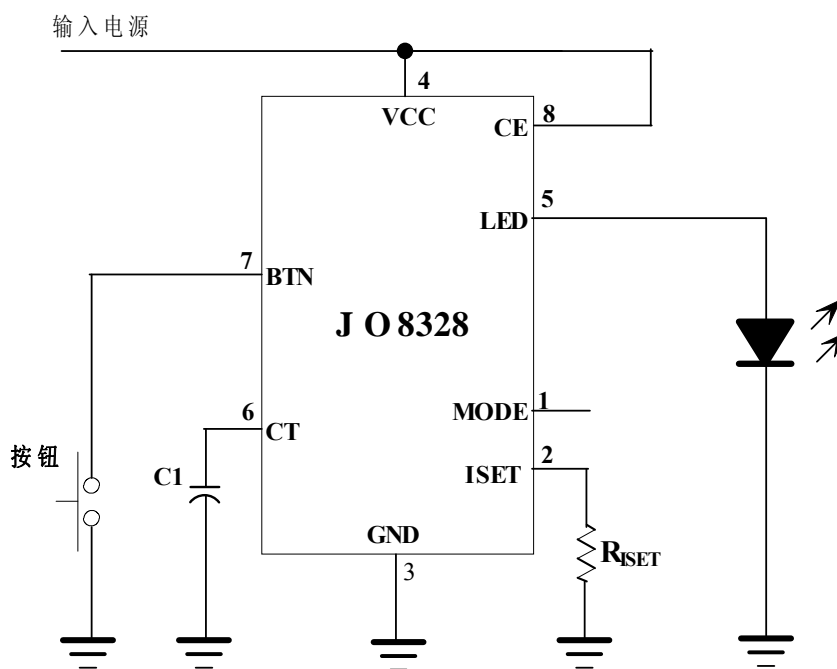 输入电源
4
VCC
8
CE
5
LED
7
BTN
JO8328
MODE
1
6
CT
2
ISET
按钮
C1
GND
3
RISET